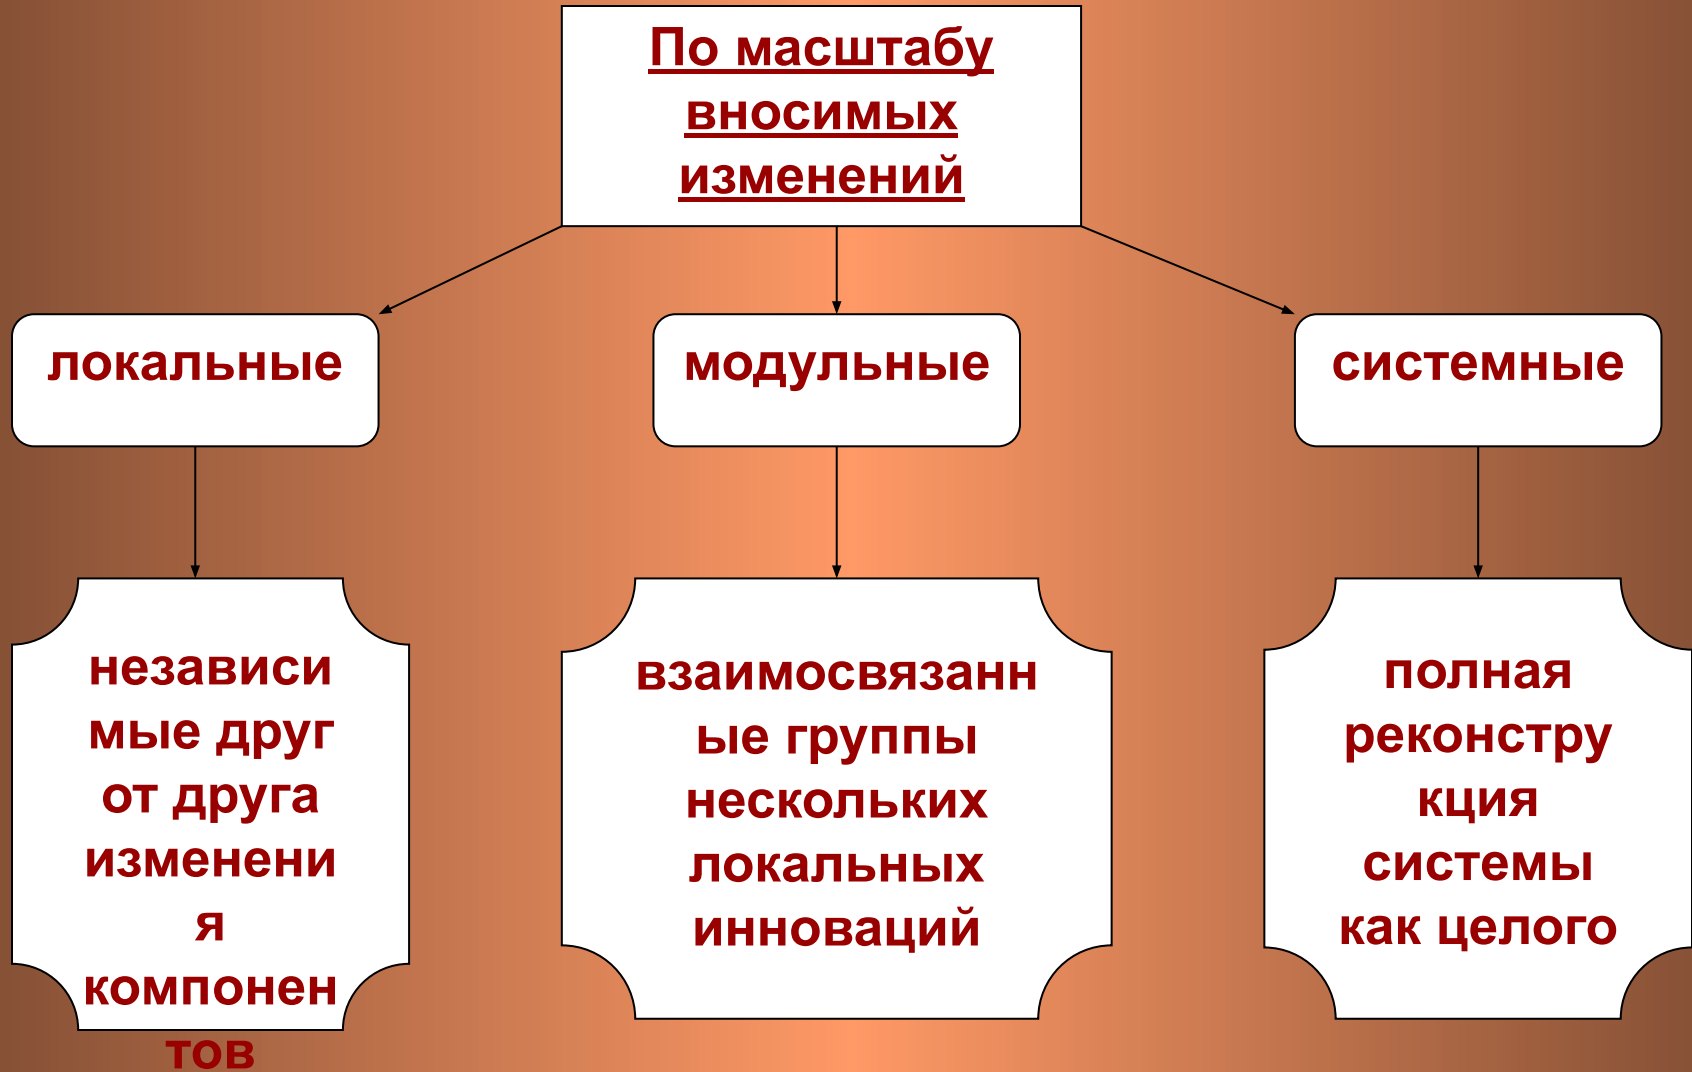 По масштабу
вносимых
изменений
локальные
модульные
системные
независи
мые друг
от друга
изменени
я
компонен
тов
взаимосвязанн
ые группы
нескольких
локальных
инноваций
полная
реконстру
кция
системы
как целого